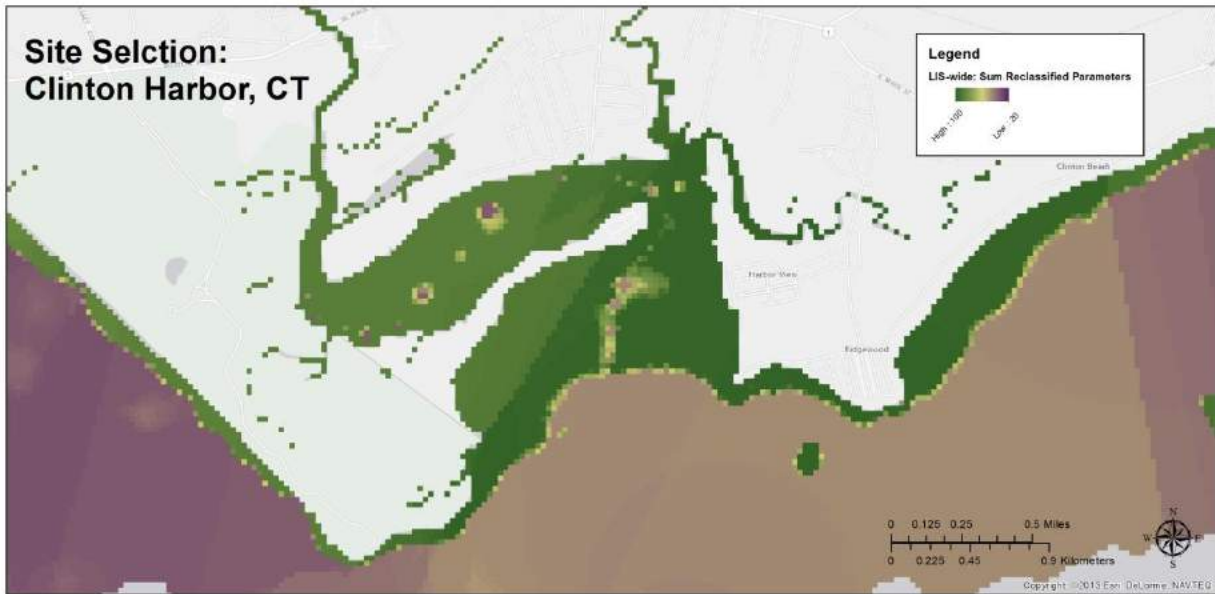 Site Selction:
Clinton Harbor, CT
1
Legend
LIS-wide: Sum Reclassified Parameters
High : 100
Low : 20
Clinton Beach
Harbor View
Ridgewood
0 0.125 0.25 0.5 Miles
0 0.225 0.45 0.9 Kilometers
N
W E
S
Copyright: ©2013 Esri, DeLorme, NAVTEQ